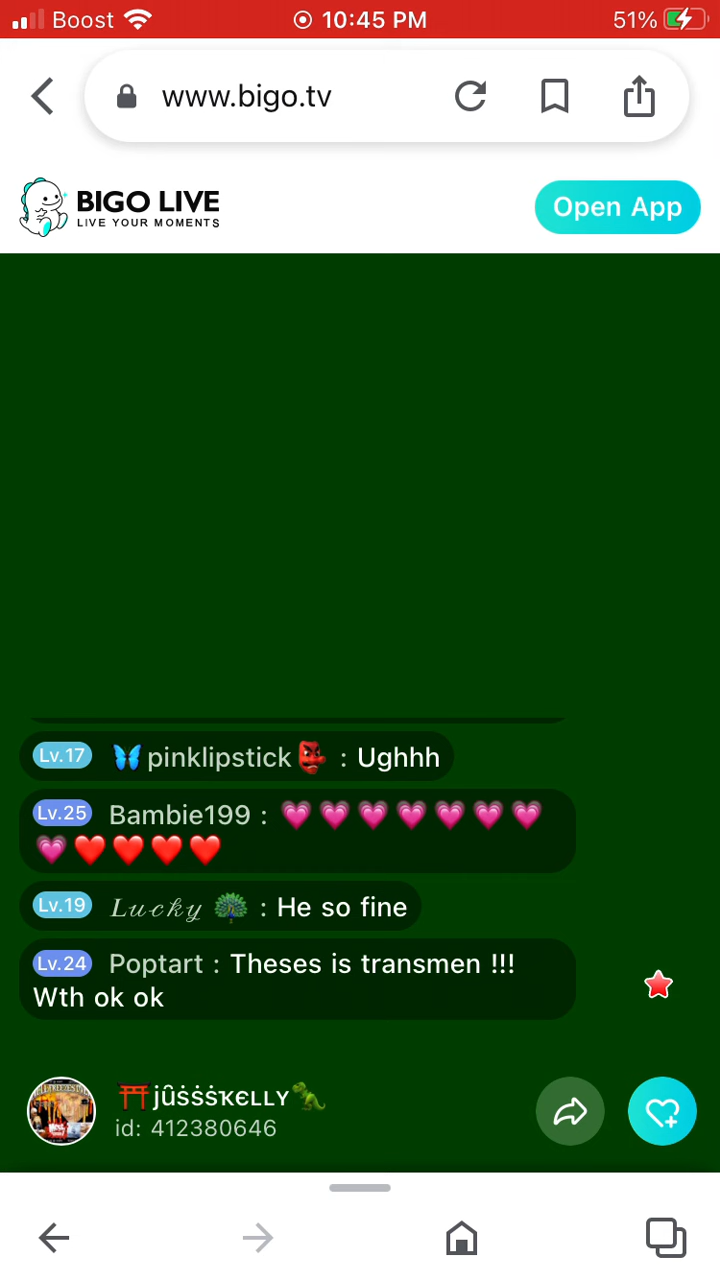 Boost 10:45 PM 51%
www.bigo.tv
BIGO LIVE
LIVE YOUR MOMENTS
Open App
Lv.17 🦋pinklipstick👺 : Ughhh
Lv.25 Bambie199 : 💗💗💗💗💗💗💗
💗❤️❤️❤️❤️
Lv.19 𝐿𝓊𝒸𝓀𝓎 🦚 : He so fine
Lv.24 Poptart : Theses is transmen !!!
Wth ok ok
⛩️jȗṡṡṡҡєʟʟʏ🦖
id: 412380646